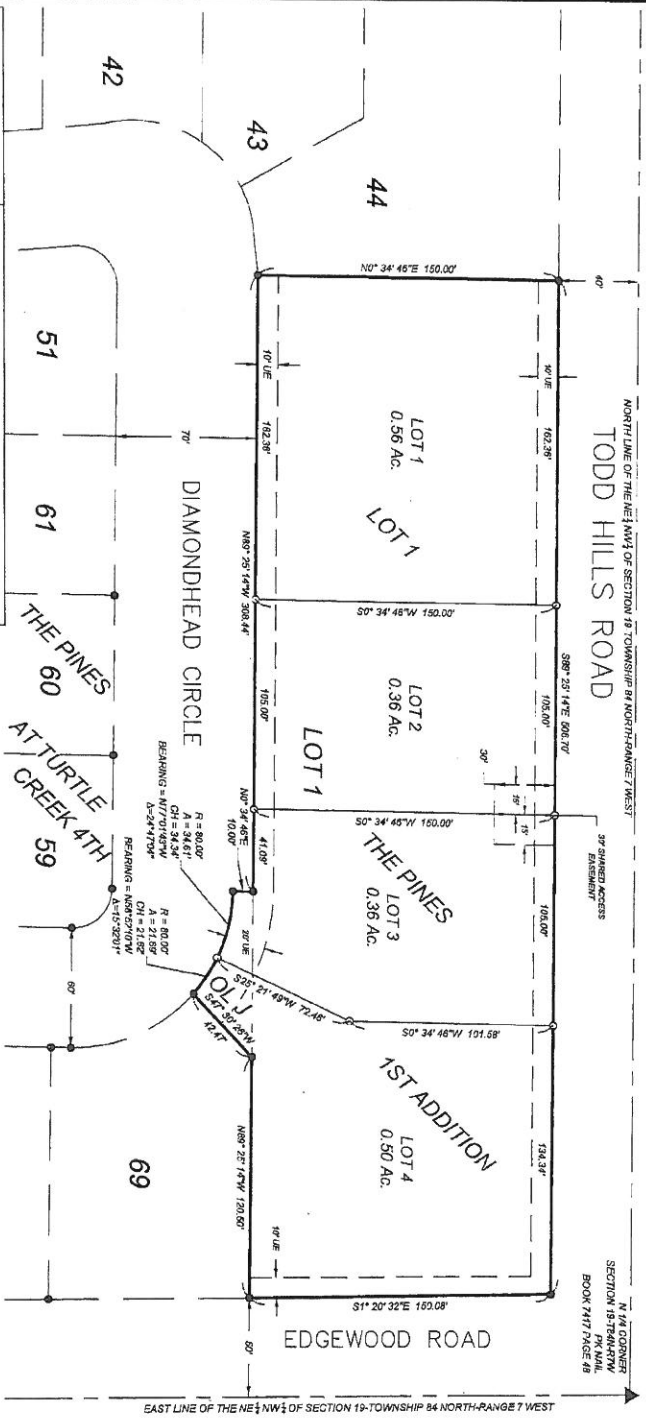 NORTH LINE OF THE NE¼ NW¼ OF SECTION 19-TOWNSHIP 84 NORTH-RANGE 7 WEST
N 1/4 CORNER
SECTION 19-T84N-R7W
PK NAIL
BOOK 7417 PAGE 48
TODD HILLS ROAD
40'
S89° 25' 14"E 506.70'
162.36'
105.00'
105.00'
134.34'
30' SHARED ACCESS
EASEMENT
30'
15'
15'
10' UE
N0° 34' 46"E 150.00'
LOT 1
0.56 Ac.
LOT 1
S0° 34' 46"W 150.00'
LOT 2
0.36 Ac.
LOT 1
S0° 34' 46"W 150.00'
THE PINES
LOT 3
0.36 Ac.
S0° 34' 46"W 101.58'
S25° 21' 49"W 72.45'
1ST ADDITION
LOT 4
0.50 Ac.
S1° 20' 32"E 150.08'
EDGEWOOD ROAD
EAST LINE OF THE NE¼ NW¼ OF SECTION 19-TOWNSHIP 84 NORTH-RANGE 7 WEST
10' UE
162.36'
N89° 25' 14"W 308.44'
105.00'
41.09'
N0° 34' 46"E
10.00'
20' UE
OL J
S47° 30' 26"W
42.47'
N89° 25' 14"W 120.60'
10' UE
R = 80.00'
A = 34.61'
CH = 34.34'
BEARING = N77°01'43"W
Δ=24°47'04"
R = 80.00'
A = 21.69'
CH = 21.62'
BEARING = N56°52'10"W
Δ=15°32'01"
DIAMONDHEAD CIRCLE
70'
60'
42
43
44
51
61
THE PINES
60
AT TURTLE
CREEK 4TH
59
60'
69